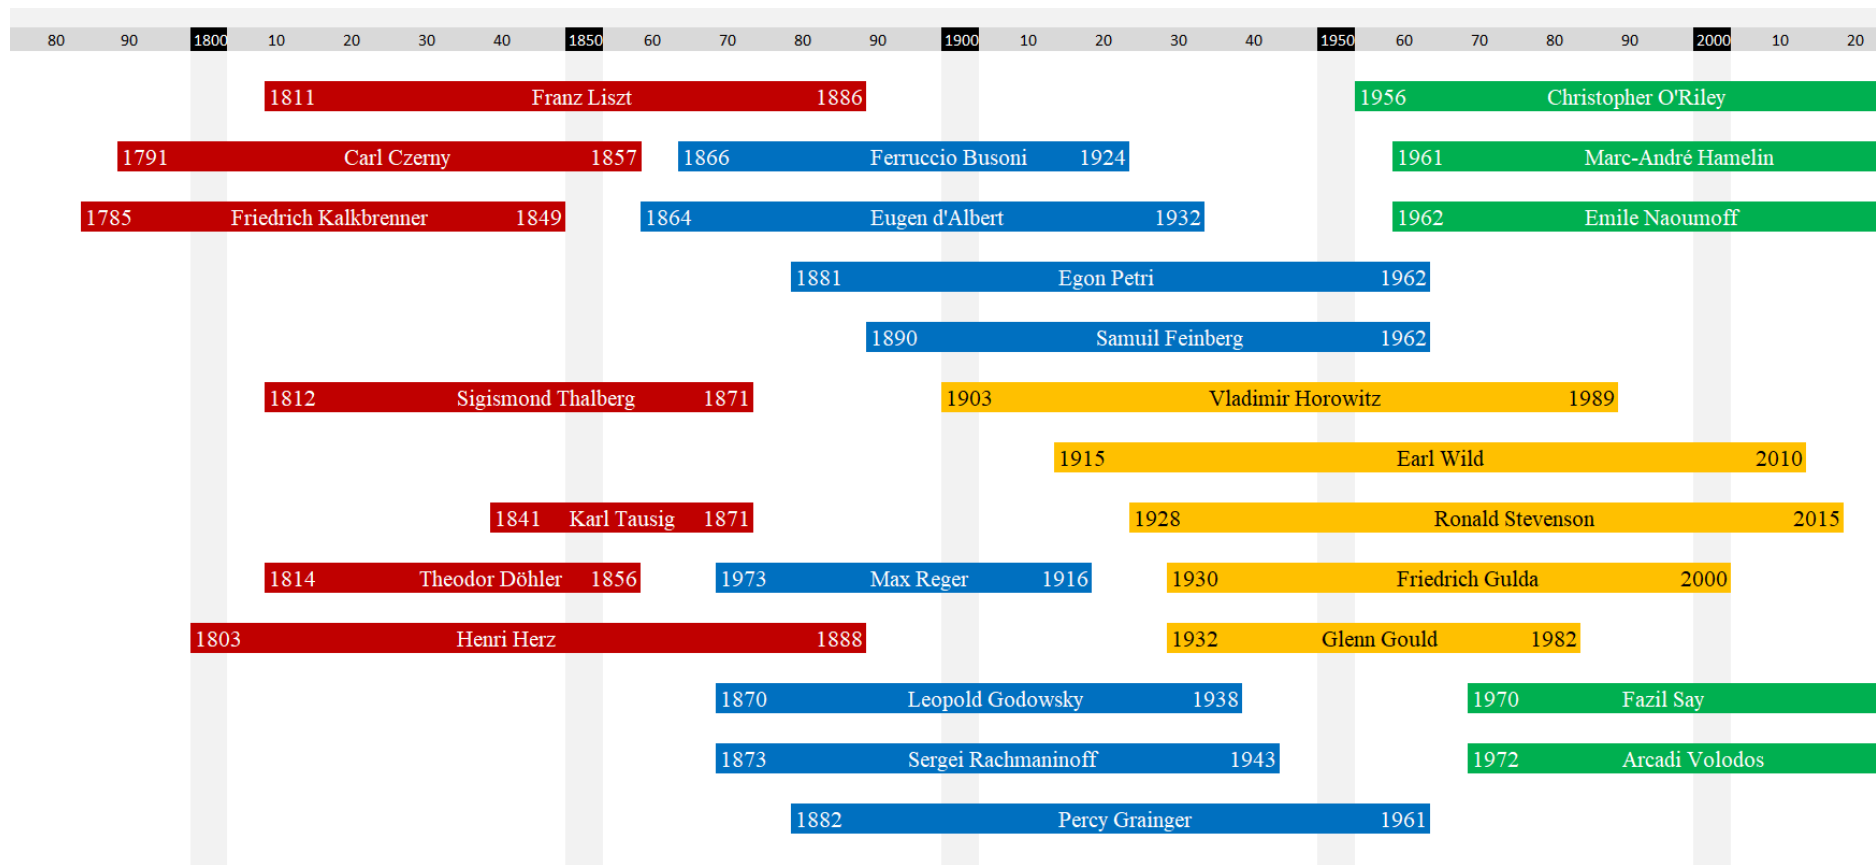 80 90 1800 10 20 30 40 1850 60 70 80 90 1900 10 20 30 40 1950 60 70 80 90 2000 10 20
1811 Franz Liszt 1886 1956 Christopher O'Riley
1791 Carl Czerny 1857 1866 Ferruccio Busoni 1924 1961 Marc-André Hamelin
1785 Friedrich Kalkbrenner 1849 1864 Eugen d'Albert 1932 1962 Emile Naoumoff
1881 Egon Petri 1962
1890 Samuil Feinberg 1962
1812 Sigismond Thalberg 1871 1903 Vladimir Horowitz 1989
1915 Earl Wild 2010
1841 Karl Tausig 1871 1928 Ronald Stevenson 2015
1814 Theodor Döhler 1856 1973 Max Reger 1916 1930 Friedrich Gulda 2000
1803 Henri Herz 1888 1932 Glenn Gould 1982
1870 Leopold Godowsky 1938 1970 Fazil Say
1873 Sergei Rachmaninoff 1943 1972 Arcadi Volodos
1882 Percy Grainger 1961